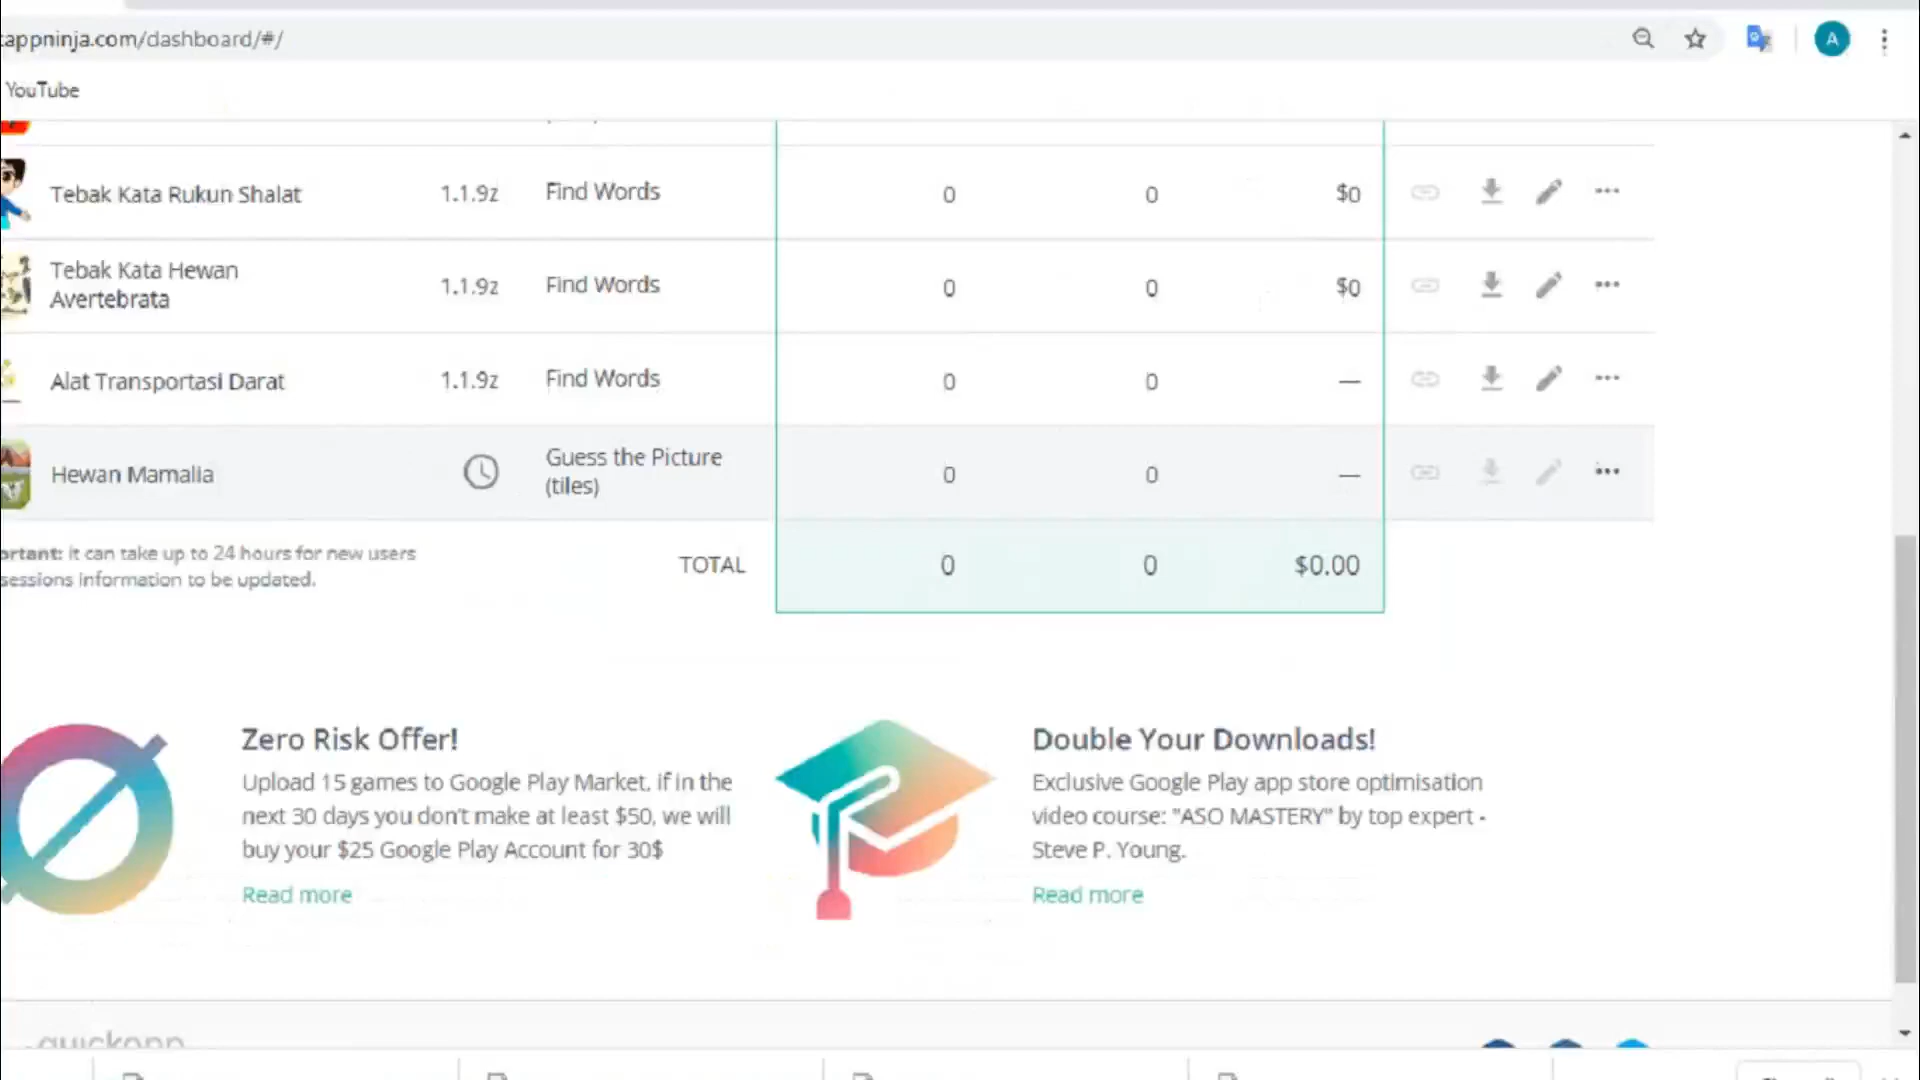 appninja.com/dashboard/#/
A
YouTube
Tebak Kata Rukun Shalat 1.1.9z Find Words 0 0 $0
Tebak Kata Hewan
Avertebrata 1.1.9z Find Words 0 0 $0
Alat Transportasi Darat 1.1.9z Find Words 0 0 —
Hewan Mamalia Guess the Picture
(tiles) 0 0 —
ortant: it can take up to 24 hours for new users
sessions information to be updated.
TOTAL 0 0 $0.00
Zero Risk Offer!
Upload 15 games to Google Play Market, if in the
next 30 days you don't make at least $50, we will
buy your $25 Google Play Account for 30$
Read more
Double Your Downloads!
Exclusive Google Play app store optimisation
video course: "ASO MASTERY" by top expert -
Steve P. Young.
Read more
quickapp